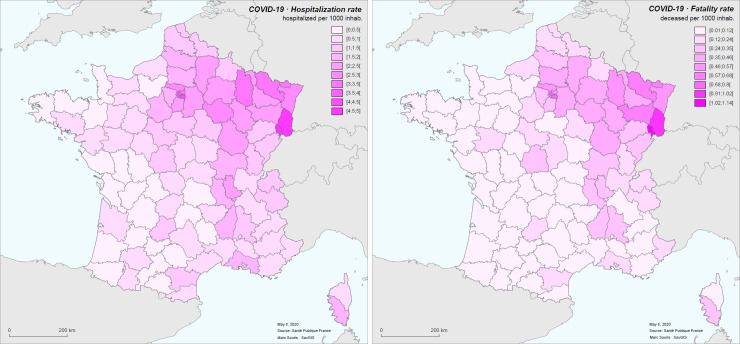 COVID-19 · Hospitalization rate
hospitalized per 1000 inhab.
[0;0.5[
[0.5;1[
[1;1.5[
[1.5;2[
[2;2.5[
[2.5;3[
[3;3.5[
[3.5;4[
[4;4.5[
[4.5;5[
May 6, 2020
Source: Santé Publique France
Marc Souris · SavGIS
0
200 km
COVID-19 · Fatality rate
deceased per 1000 inhab.
[0.01;0.12[
[0.12;0.24[
[0.24;0.35[
[0.35;0.46[
[0.46;0.57[
[0.57;0.68[
[0.68;0.8[
[0.91;1.02[
[1.02;1.14[
May 6, 2020
Source: Santé Publique France
Marc Souris · SavGIS
0
200 km